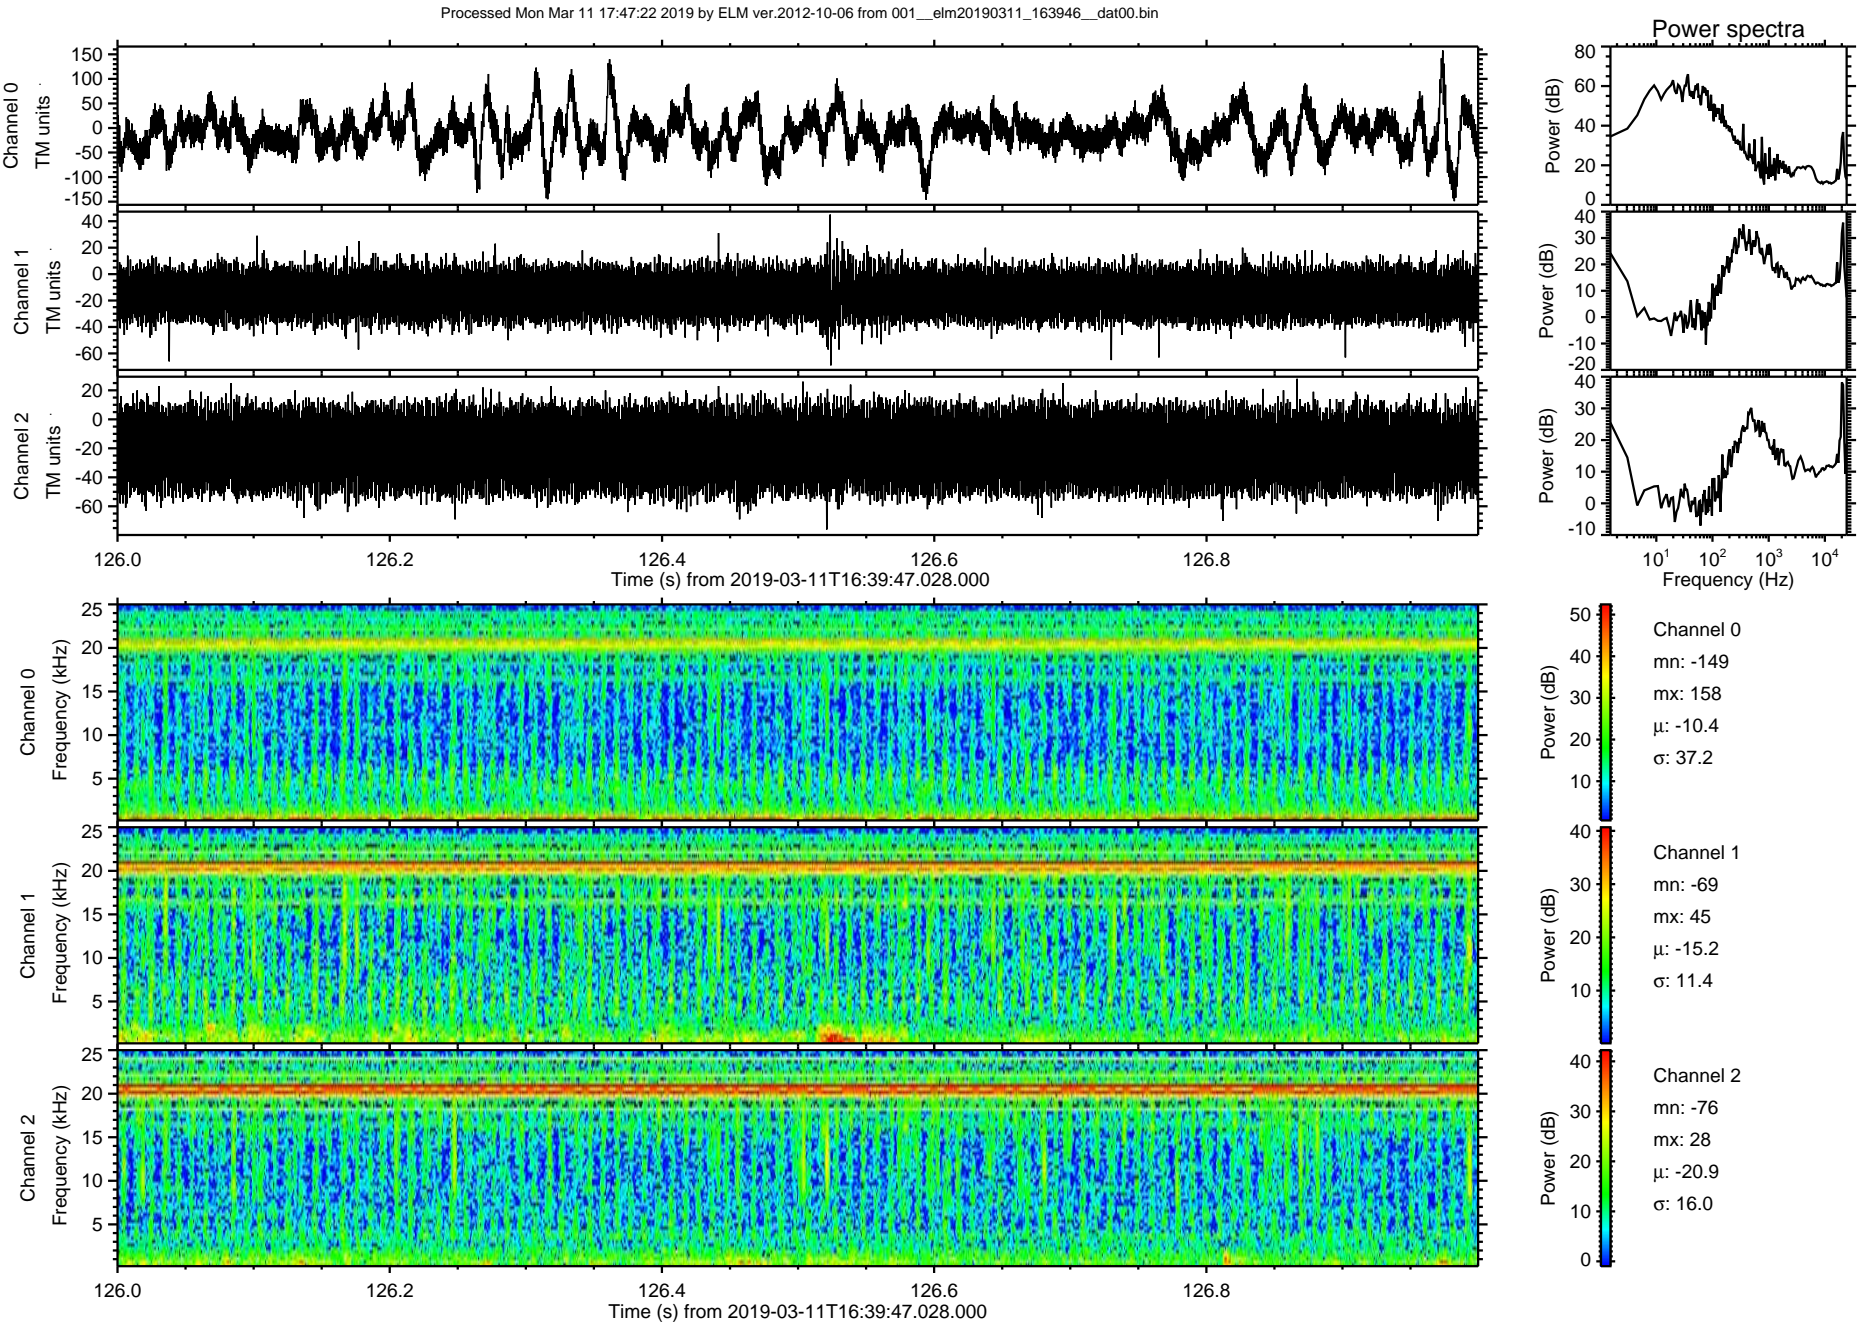 Processed Mon Mar 11 17:47:22 2019 by ELM ver.2012-10-06 from 001__elm20190311_163946__dat00.bin
Power spectra
Channel 0
TM units
150
100
50
0
-50
-100
-150
Power (dB)
80
60
40
20
0
Channel 1
TM units
40
20
0
-20
-40
-60
Power (dB)
40
30
20
10
0
-10
-20
Channel 2
TM units
20
0
-20
-40
-60
Power (dB)
40
30
20
10
0
-10
126.0 126.2 126.4 126.6 126.8
Time (s) from 2019-03-11T16:39:47.028.000
10¹ 10² 10³ 10⁴
Frequency (Hz)
Channel 0
Frequency (kHz)
25
20
15
10
5
Power (dB)
50
40
30
20
10
Channel 0
mn: -149
mx: 158
µ: -10.4
σ: 37.2
Channel 1
Frequency (kHz)
25
20
15
10
5
Power (dB)
40
30
20
10
Channel 1
mn: -69
mx: 45
µ: -15.2
σ: 11.4
Channel 2
Frequency (kHz)
25
20
15
10
5
Power (dB)
40
30
20
10
0
Channel 2
mn: -76
mx: 28
µ: -20.9
σ: 16.0
126.0 126.2 126.4 126.6 126.8
Time (s) from 2019-03-11T16:39:47.028.000